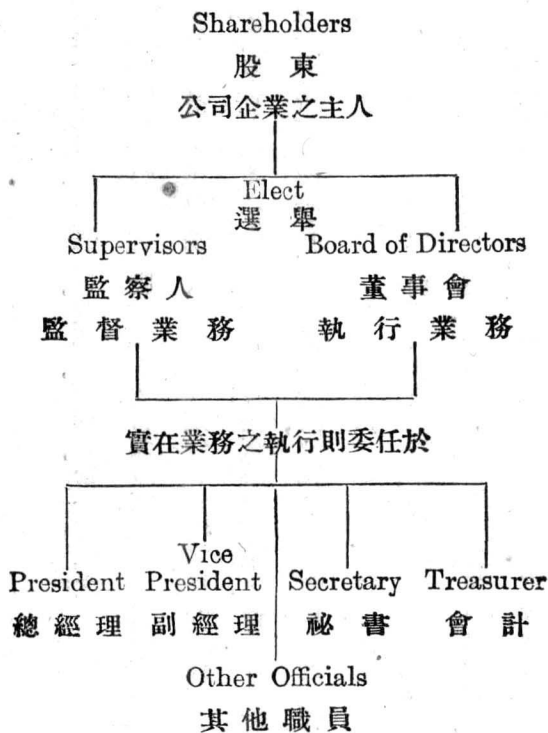 Shareholders
股東
公司企業之主人
Elect
選舉
Supervisors
監察人
監督業務
Board of Directors
董事會
執行業務
實在業務之執行則委任於
President
總經理
Vice
President
副經理
Secretary
祕書
Treasurer
會計
Other Officials
其他職員